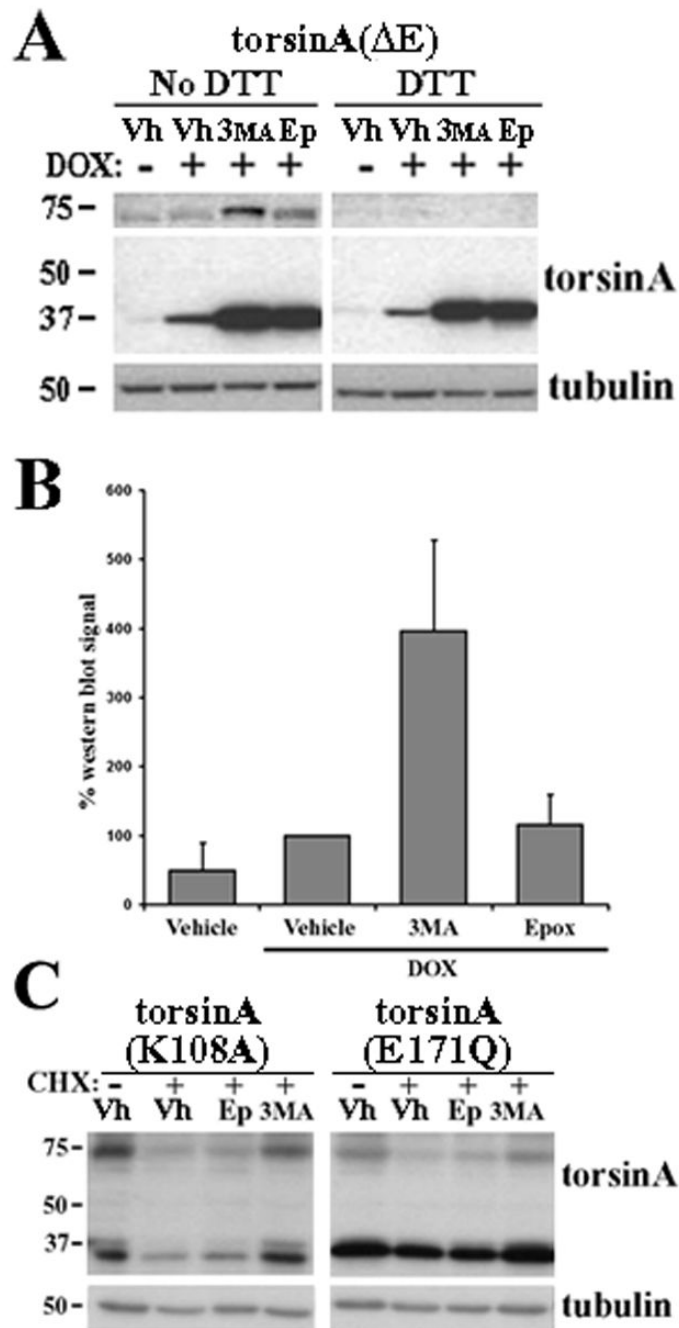 A
torsinA(ΔE)
No DTT DTT
Vh Vh 3MA Ep Vh Vh 3MA Ep
DOX: - + + + - + + +
75
50
37
torsinA
50
tubulin
B
600
500
400
300
200
100
0
% western blot signal
Vehicle Vehicle 3MA Epox
DOX
C
torsinA torsinA
(K108A) (E171Q)
CHX: - + + + - + + +
Vh Vh Ep 3MA Vh Vh Ep 3MA
75
torsinA
50
37
50
tubulin